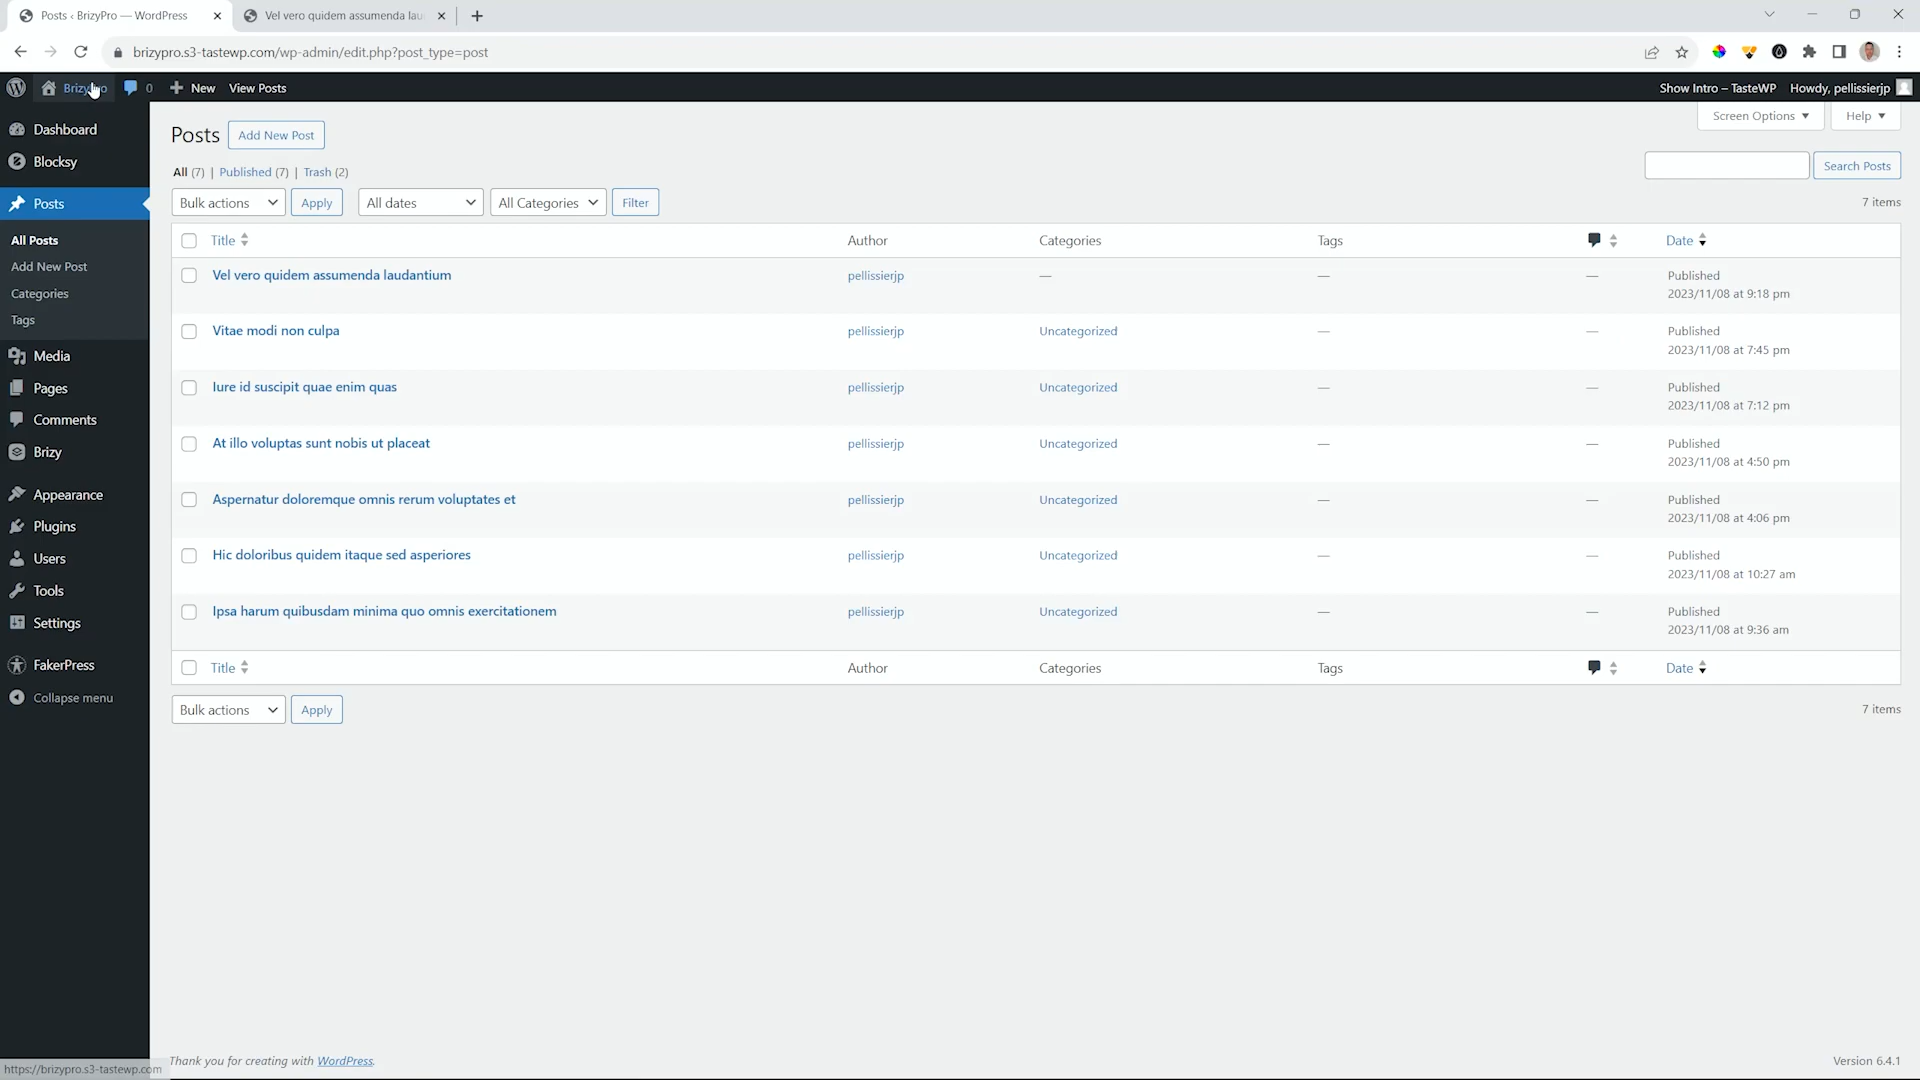 Posts ‹ BrizyPro — WordPress
Vel vero quidem assumenda lau
brizypro.s3-tastewp.com/wp-admin/edit.php?post_type=post
BrizyPro 0 New View Posts
Show Intro – TasteWP Howdy, pellissierjp
Dashboard
Blocksy
Posts
All Posts
Add New Post
Categories
Tags
Media
Pages
Comments
Brizy
Appearance
Plugins
Users
Tools
Settings
FakerPress
Collapse menu
Posts Add New Post
Screen Options Help
All (7) | Published (7) | Trash (2)
Search Posts
Bulk actions Apply All dates All Categories Filter
7 items
Title Author Categories Tags Date
Vel vero quidem assumenda laudantium pellissierjp — — — Published
2023/11/08 at 9:18 pm
Vitae modi non culpa pellissierjp Uncategorized — — Published
2023/11/08 at 7:45 pm
Iure id suscipit quae enim quas pellissierjp Uncategorized — — Published
2023/11/08 at 7:12 pm
At illo voluptas sunt nobis ut placeat pellissierjp Uncategorized — — Published
2023/11/08 at 4:50 pm
Aspernatur doloremque omnis rerum voluptates et pellissierjp Uncategorized — — Published
2023/11/08 at 4:06 pm
Hic doloribus quidem itaque sed asperiores pellissierjp Uncategorized — — Published
2023/11/08 at 10:27 am
Ipsa harum quibusdam minima quo omnis exercitationem pellissierjp Uncategorized — — Published
2023/11/08 at 9:36 am
Title Author Categories Tags Date
Bulk actions Apply
7 items
Thank you for creating with WordPress.
Version 6.4.1
https://brizypro.s3-tastewp.com